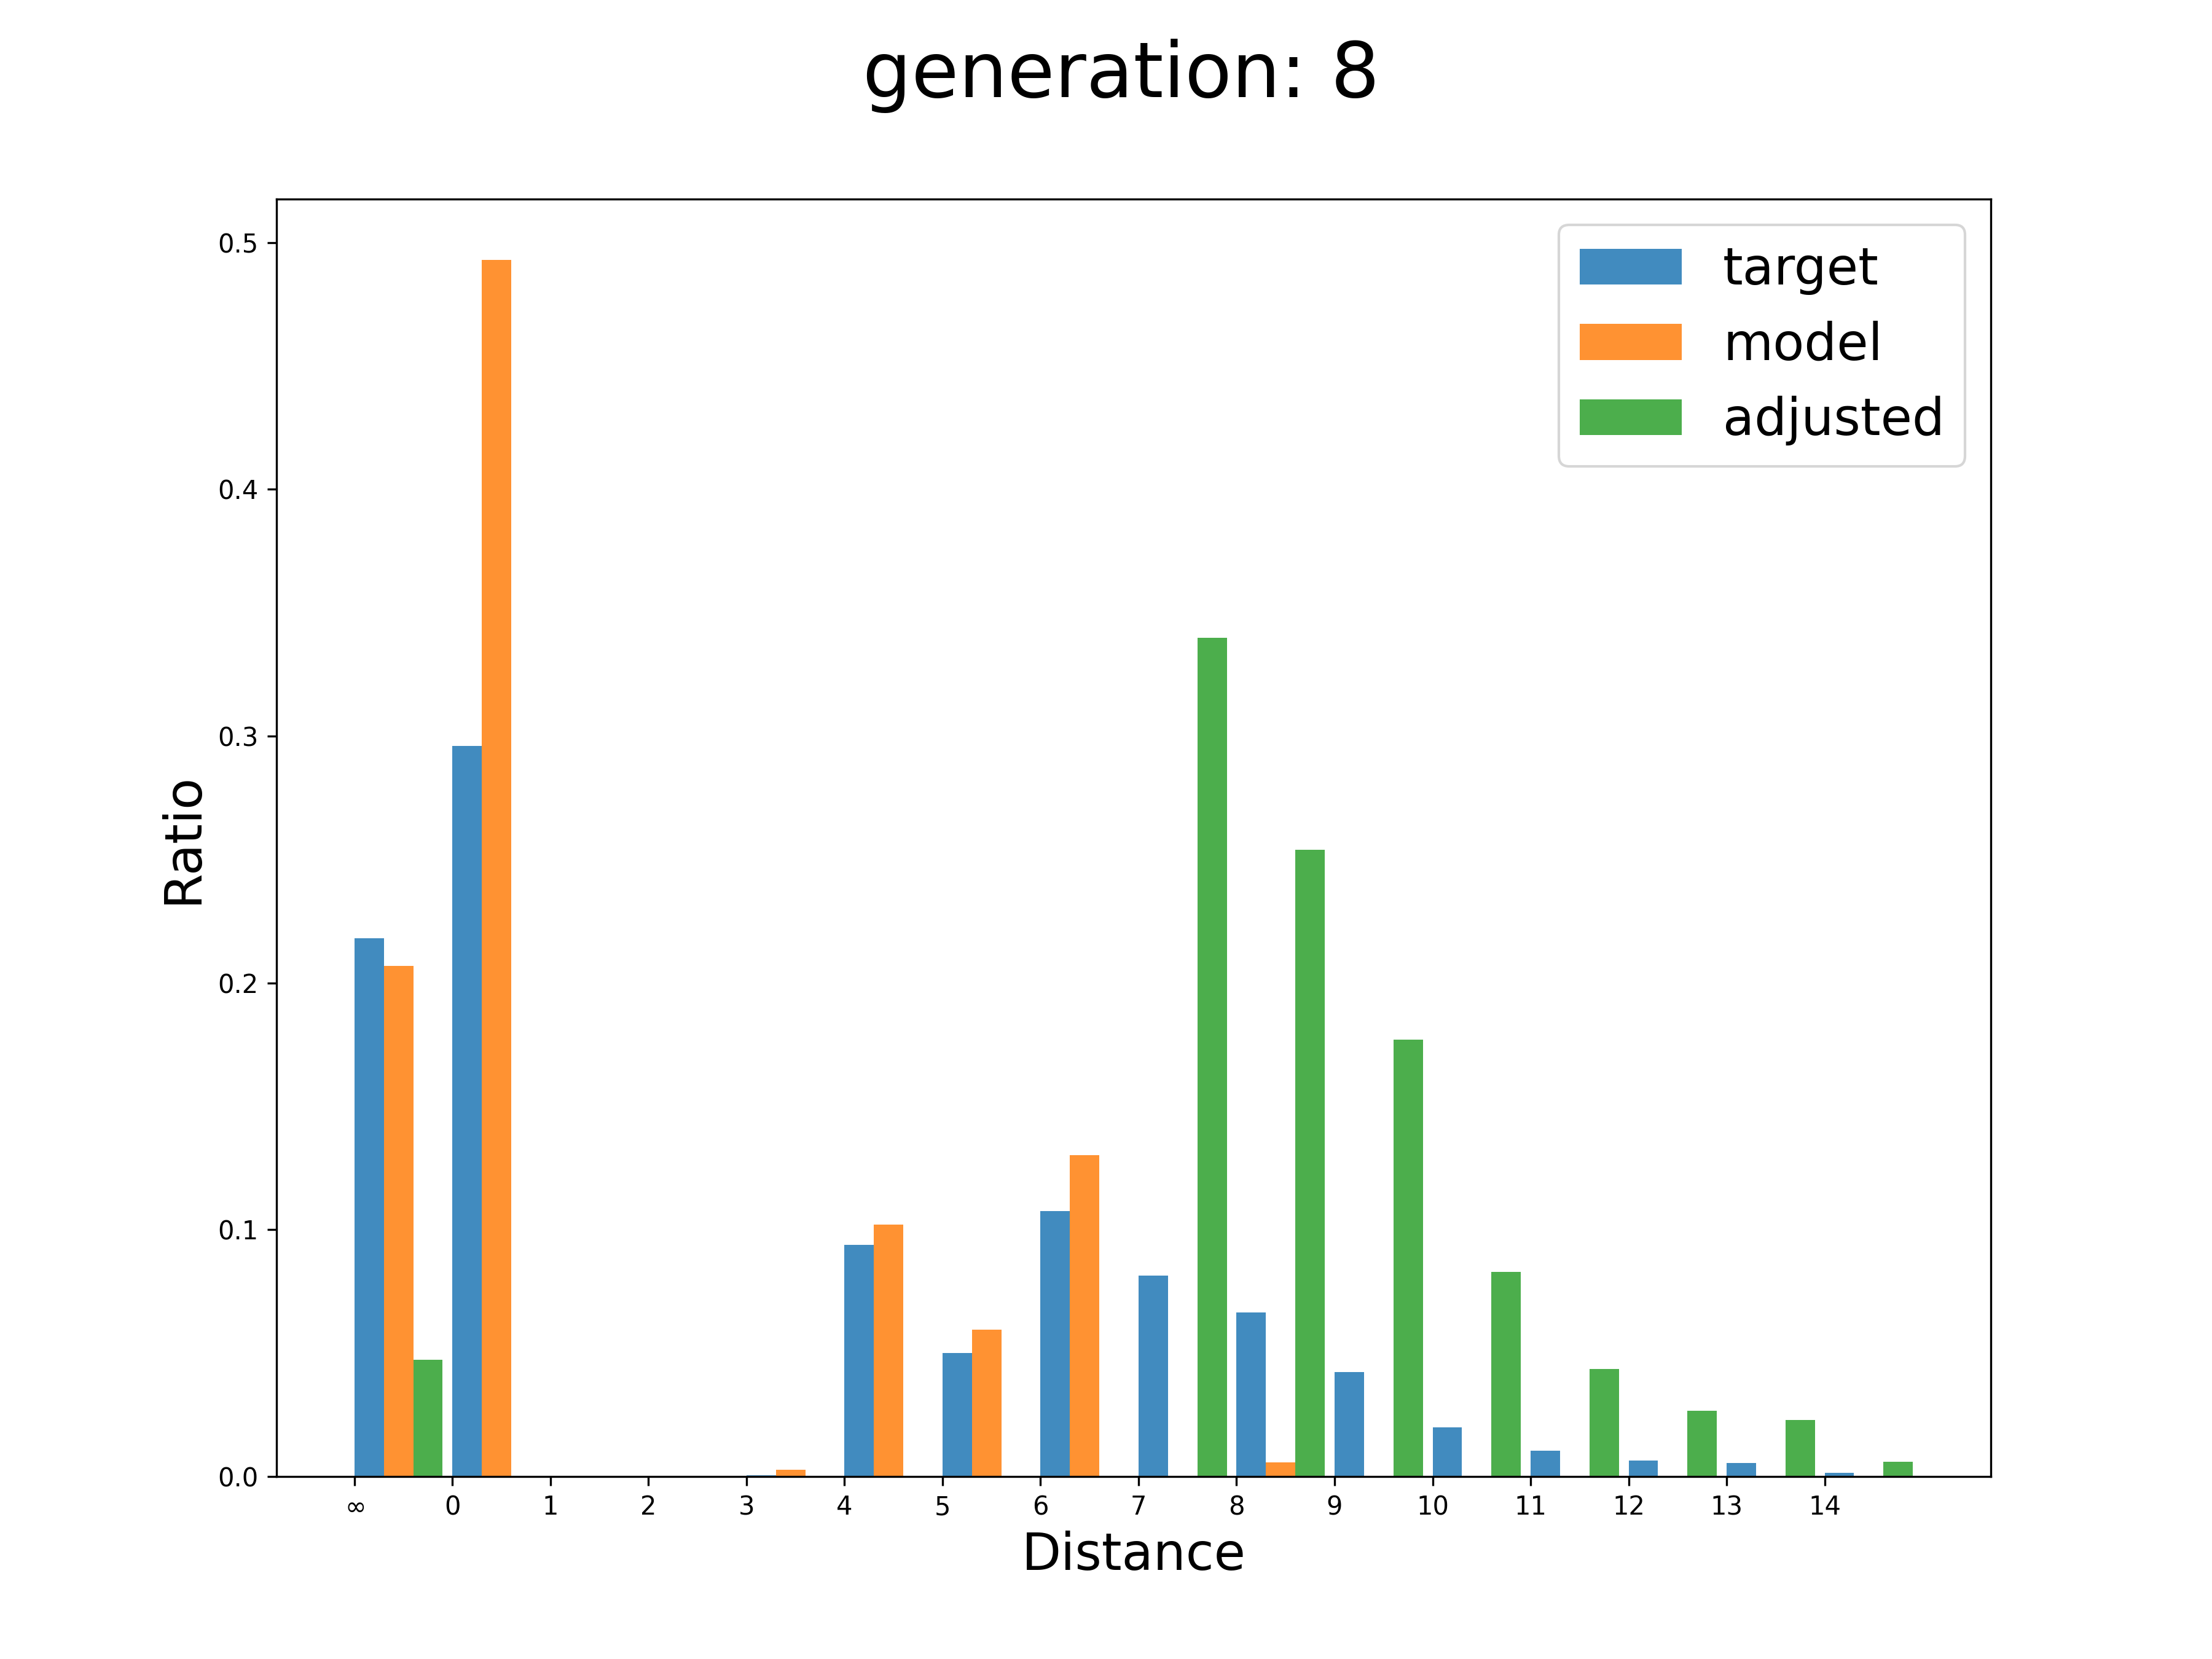 generation: 8
target
model
adjusted
Ratio
0.5
0.4
0.3
0.2
0.1
0.0
∞ 0 1 2 3 4 5 6 7 8 9 10 11 12 13 14
Distance